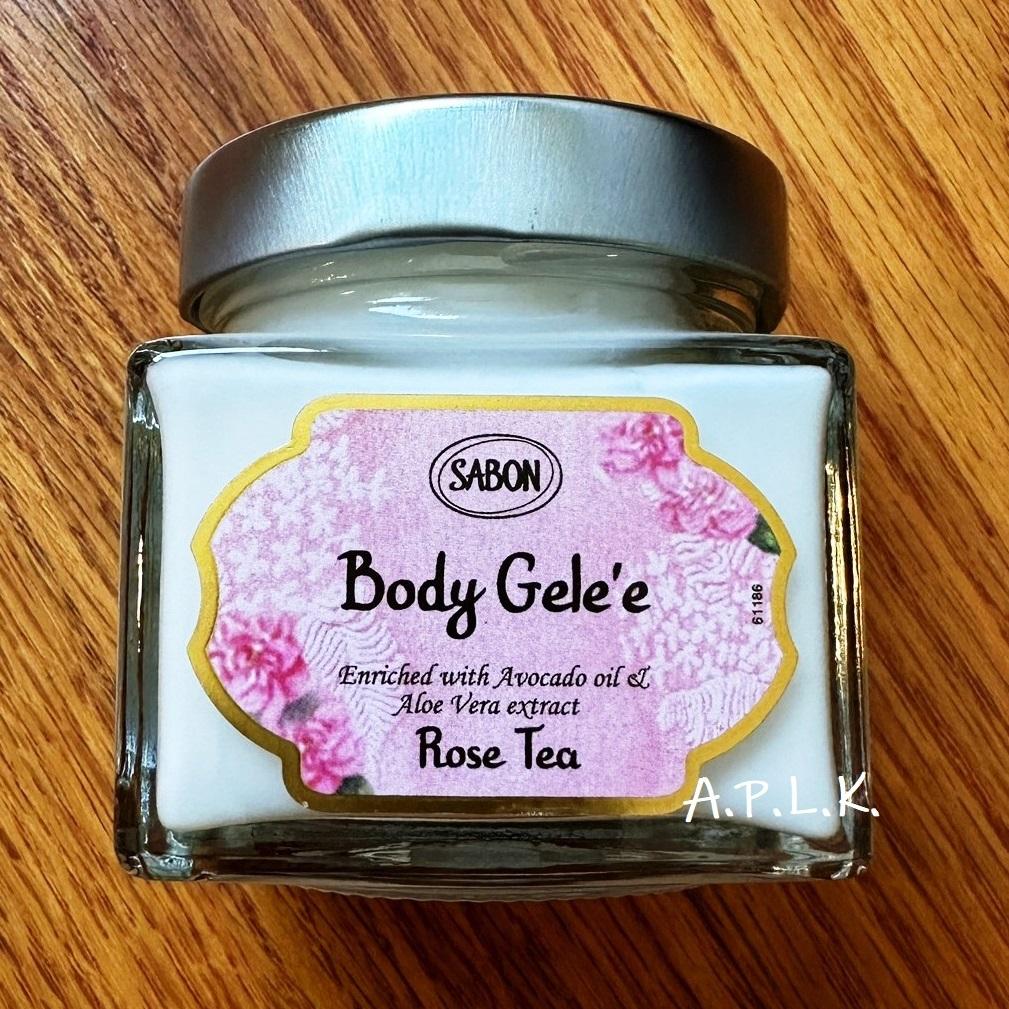 SABON
Body Gele'e
61186
Enriched with Avocado oil &
Aloe Vera extract
Rose Tea
A.P.L.K.